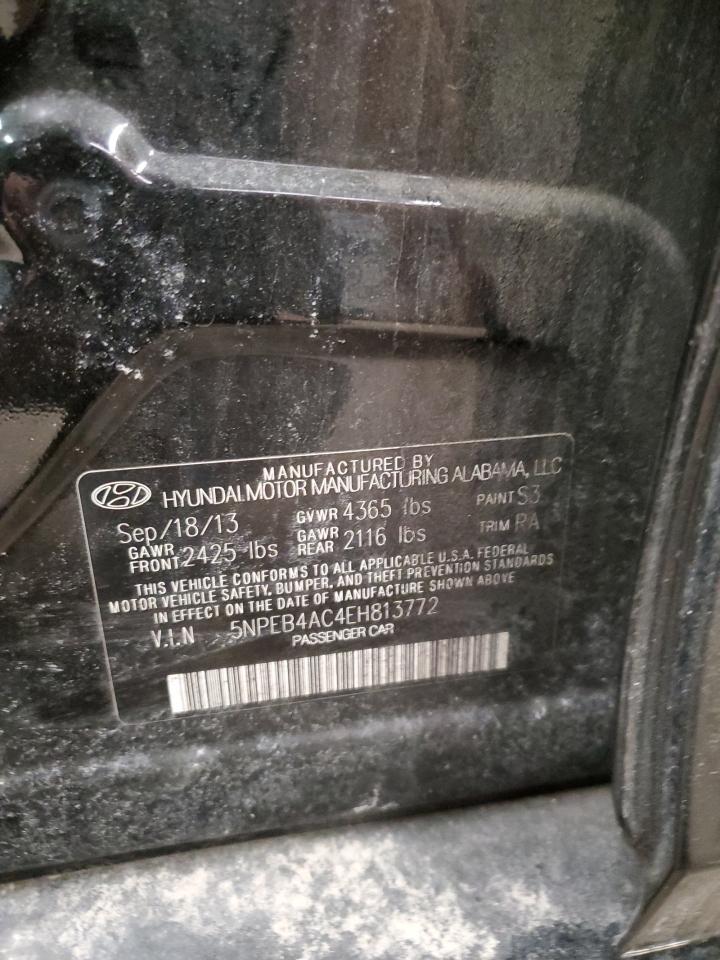 MANUFACTURED BY
HYUNDAI MOTOR MANUFACTURING ALABAMA, LLC
Sep/18/13 GVWR 4365 lbs PAINT S3
GAWR FRONT 2425 lbs GAWR REAR 2116 lbs TRIM RA
THIS VEHICLE CONFORMS TO ALL APPLICABLE U.S.A. FEDERAL
MOTOR VEHICLE SAFETY, BUMPER, AND THEFT PREVENTION STANDARDS
IN EFFECT ON THE DATE OF MANUFACTURE SHOWN ABOVE
V.I.N 5NPEB4AC4EH813772
PASSENGER CAR